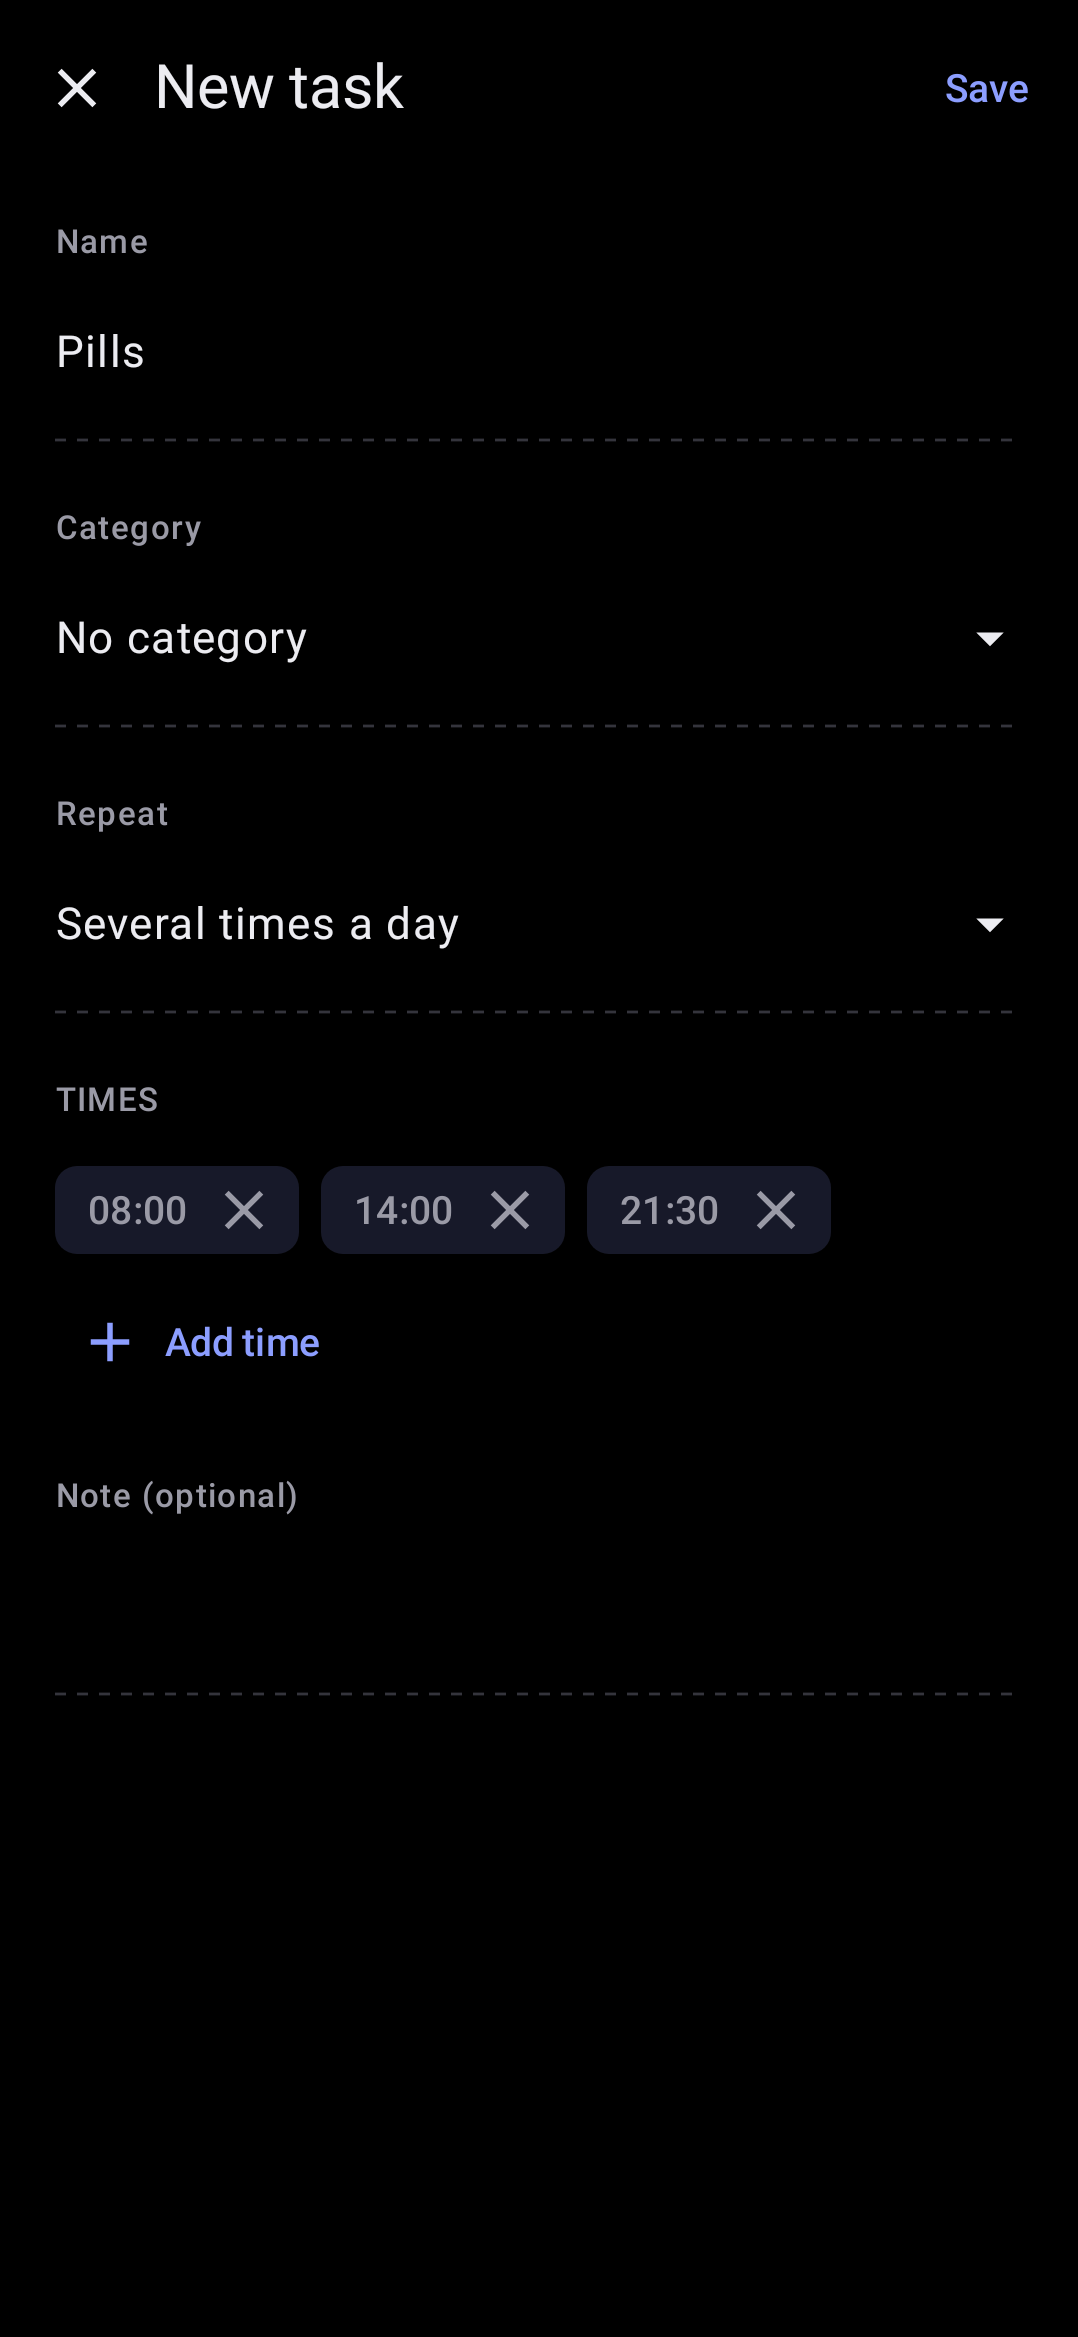 New task
Save
Name
Pills
Category
No category
Repeat
Several times a day
TIMES
08:00 14:00 21:30
Add time
Note (optional)